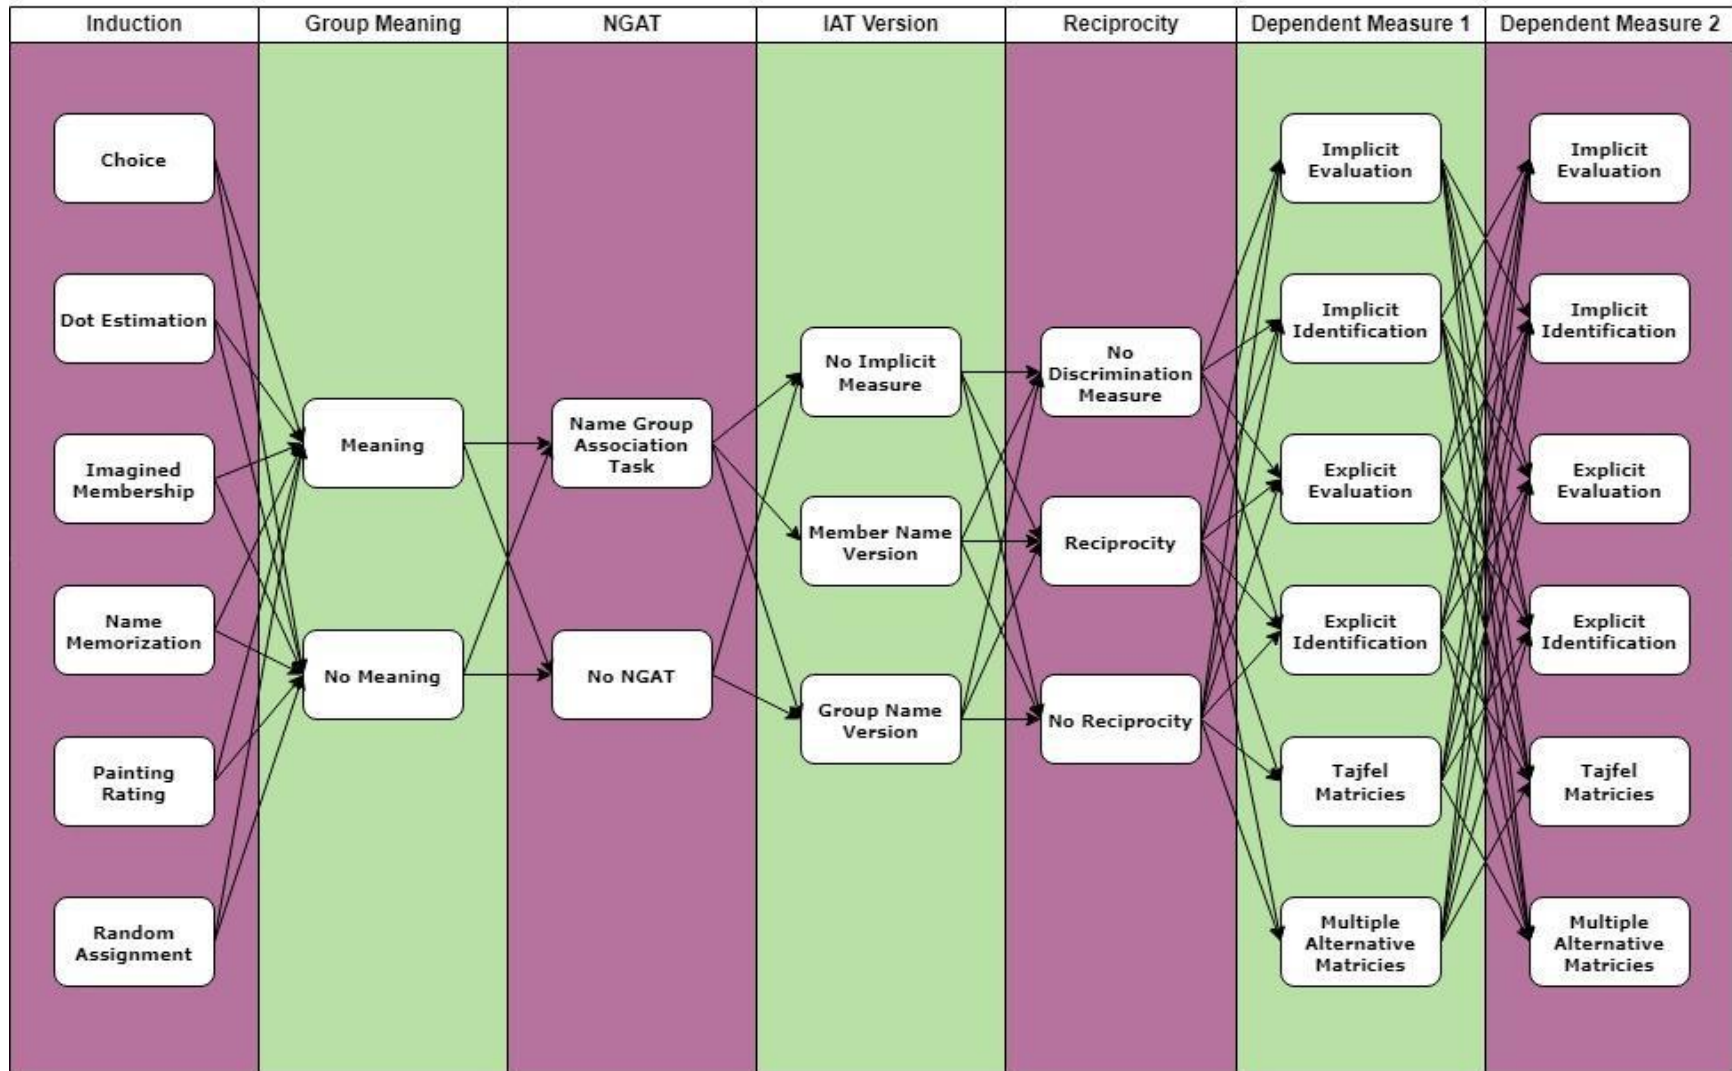 Induction
Group Meaning
NGAT
IAT Version
Reciprocity
Dependent Measure 1
Dependent Measure 2
Choice
Dot Estimation
Imagined
Membership
Name
Memorization
Painting
Rating
Random
Assignment
Meaning
No Meaning
Name Group
Association
Task
No NGAT
No Implicit
Measure
Member Name
Version
Group Name
Version
No
Discrimination
Measure
Reciprocity
No Reciprocity
Implicit
Evaluation
Implicit
Identification
Explicit
Evaluation
Explicit
Identification
Tajfel
Matricies
Multiple
Alternative
Matricies
Implicit
Evaluation
Implicit
Identification
Explicit
Evaluation
Explicit
Identification
Tajfel
Matricies
Multiple
Alternative
Matricies